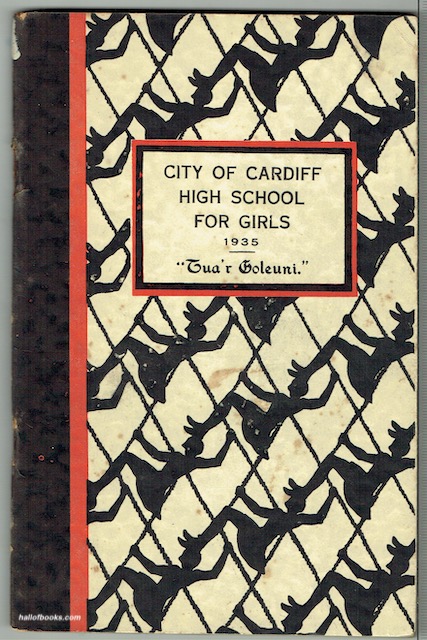 CITY OF CARDIFF
HIGH SCHOOL
FOR GIRLS
1935
"Tua'r Goleuni."
hallofbooks.com